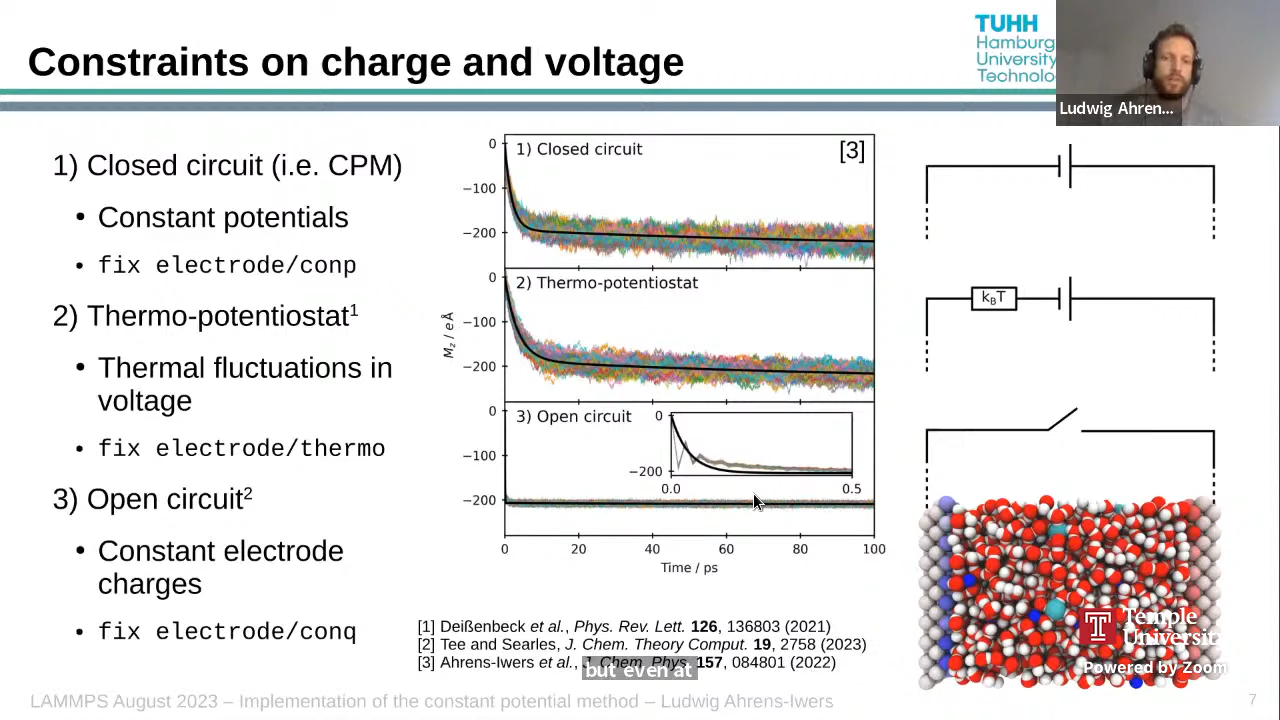 Constraints on charge and voltage
TUHH
Hamburg
University
Technolo
Ludwig Ahren...
1) Closed circuit (i.e. CPM)
• Constant potentials
• fix electrode/conp
2) Thermo-potentiostat¹
• Thermal fluctuations in
voltage
• fix electrode/thermo
3) Open circuit²
• Constant electrode
charges
• fix electrode/conq
1) Closed circuit
[3]
0
−100
−200
2) Thermo-potentiostat
0
−100
−200
3) Open circuit
0
−100
−200
0
−200
0.0
0.5
M_z / e Å
0
20
40
60
80
100
Time / ps
k_BT
[1] Deißenbeck et al., Phys. Rev. Lett. 126, 136803 (2021)
[2] Tee and Searles, J. Chem. Theory Comput. 19, 2758 (2023)
[3] Ahrens-Iwers et al., J. Chem. Phys. 157, 084801 (2022)
but even at
Temple
University
Powered by Zoom
LAMMPS August 2023 – Implementation of the constant potential method – Ludwig Ahrens-Iwers
7